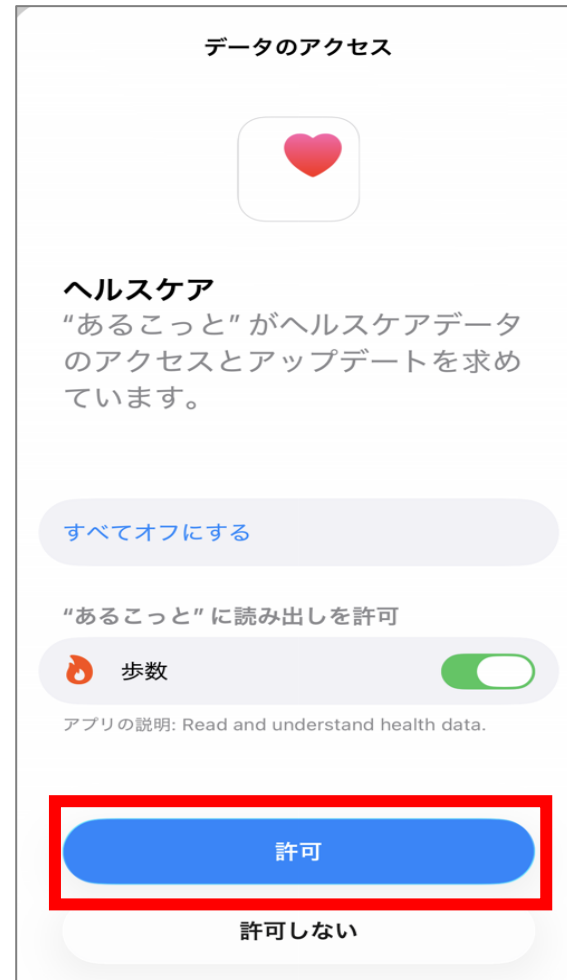 データのアクセス
ヘルスケア
“あるこっと” がヘルスケアデータ
のアクセスとアップデートを求め
ています。
すべてオフにする
“あるこっと” に読み出しを許可
歩数
アプリの説明: Read and understand health data.
許可
許可しない